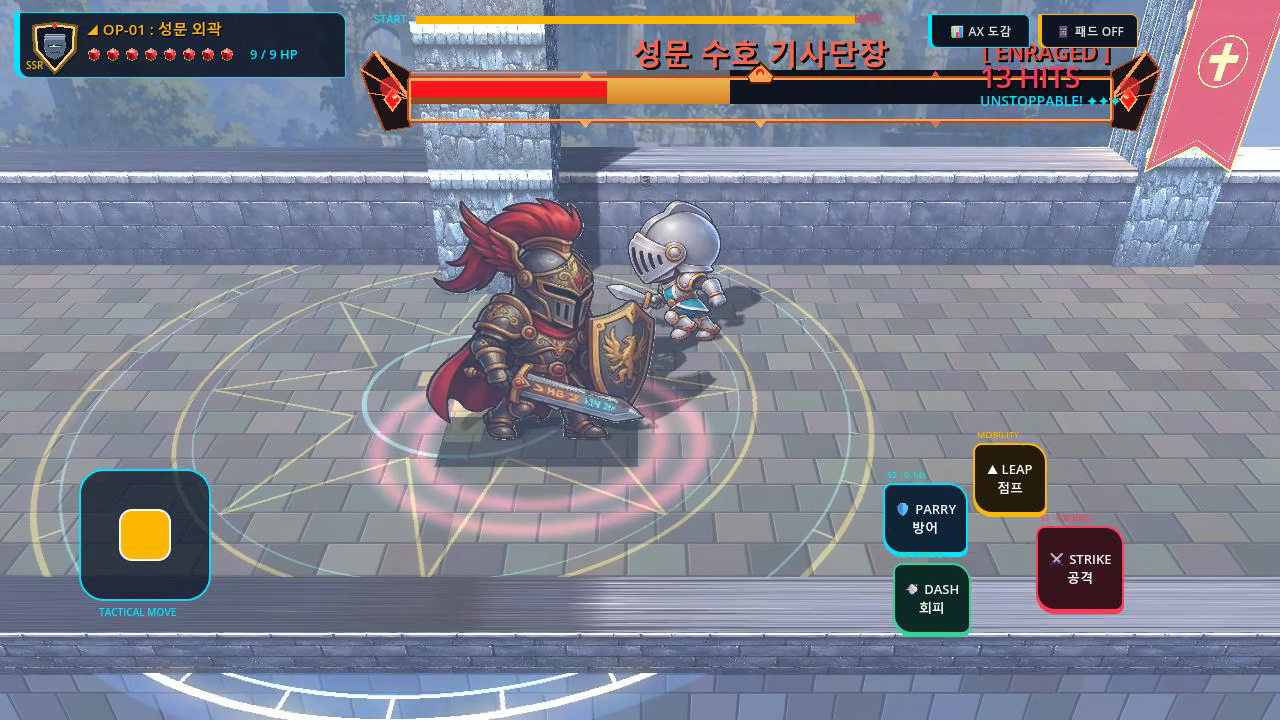 ◢ OP-01 : 성문 외곽
9 / 9 HP
SSR
START
BOSS
📊 AX 도감
패드 OFF
성문 수호 기사단장
[ ENRAGED ]
13 HITS
UNSTOPPABLE! ✦✦✦
MOBILITY
▲ LEAP
점프
PARRY
방어
STRIKE
공격
DASH
회피
TACTICAL MOVE